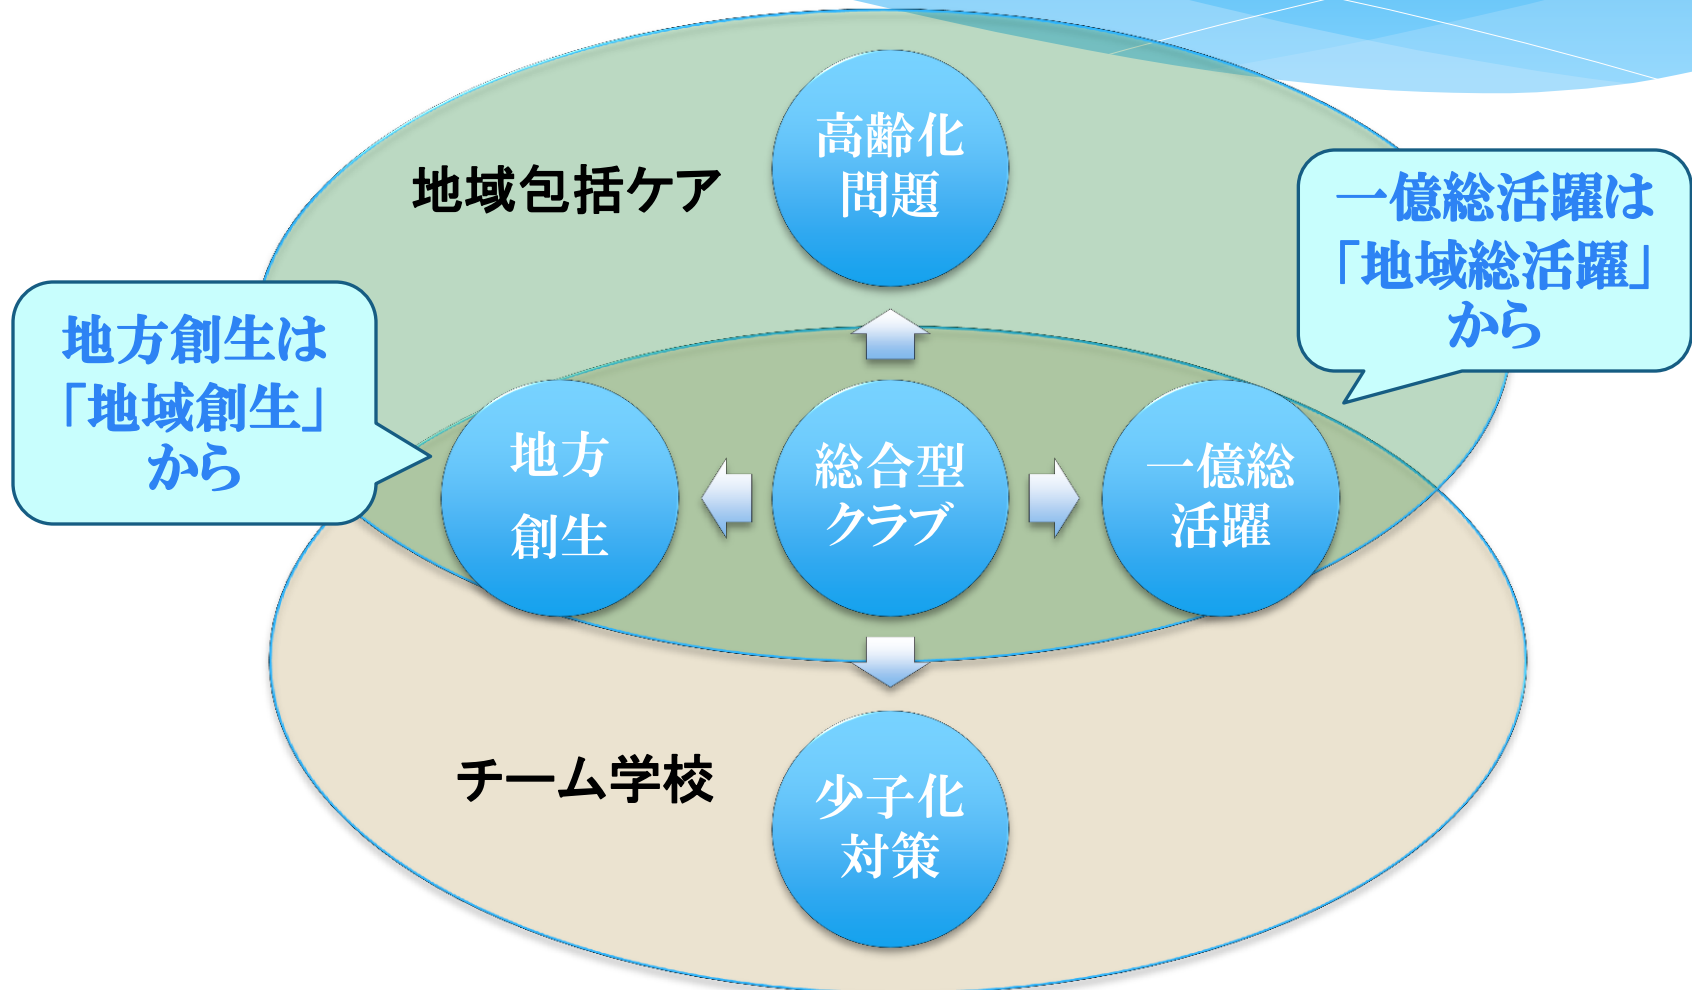 高齢化
問題
地域包括ケア
一億総活躍は
「地域総活躍」
から
地方創生は
「地域創生」
から
地方
創生
総合型
クラブ
一億総
活躍
チーム学校
少子化
対策